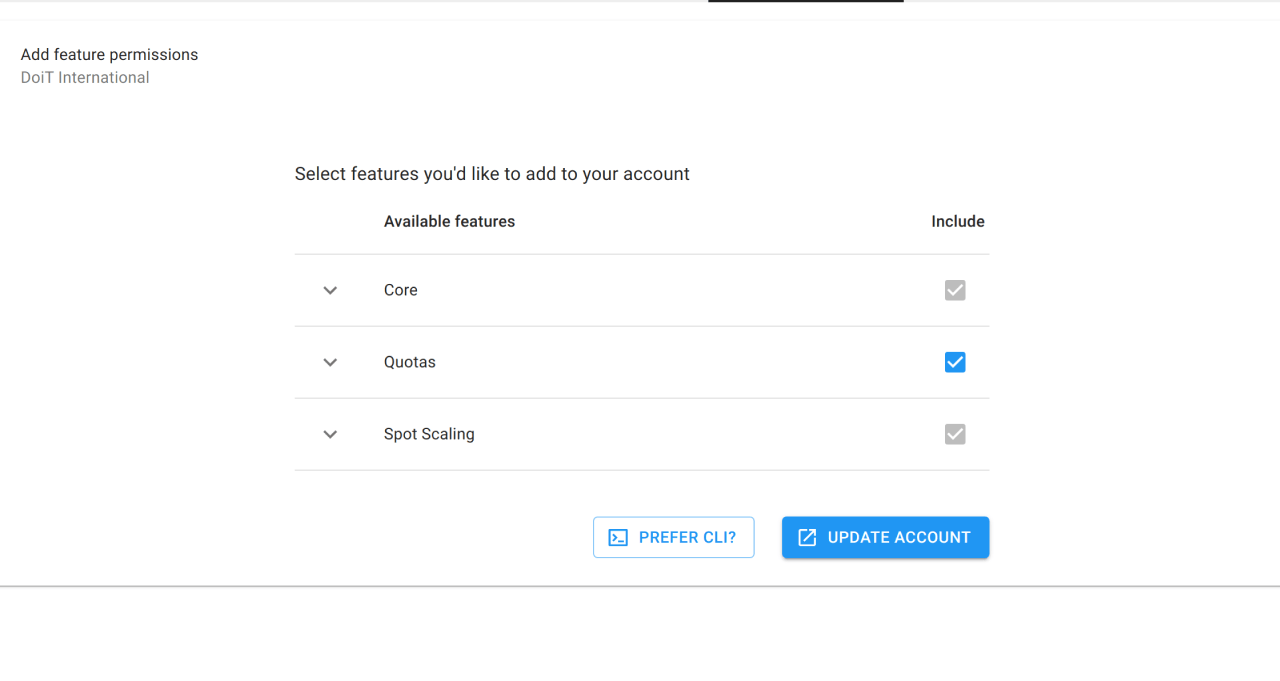 Add feature permissions
DoiT International
Select features you'd like to add to your account
Available features Include
Core
Quotas
Spot Scaling
PREFER CLI? UPDATE ACCOUNT